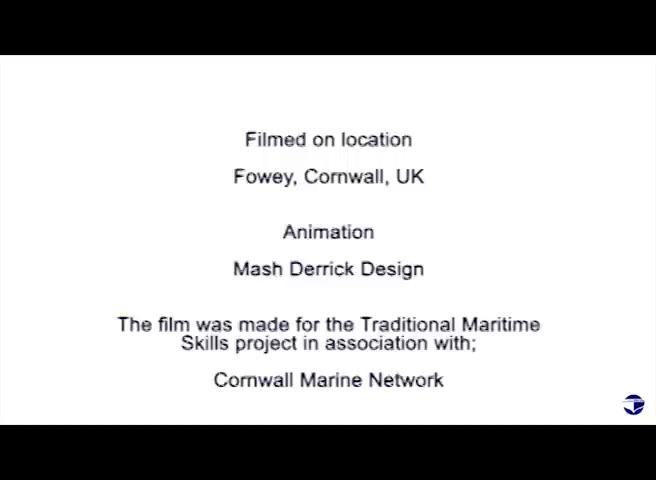 Filmed on location
Fowey, Cornwall, UK
Animation
Mash Derrick Design
The film was made for the Traditional Maritime
Skills project in association with;
Cornwall Marine Network